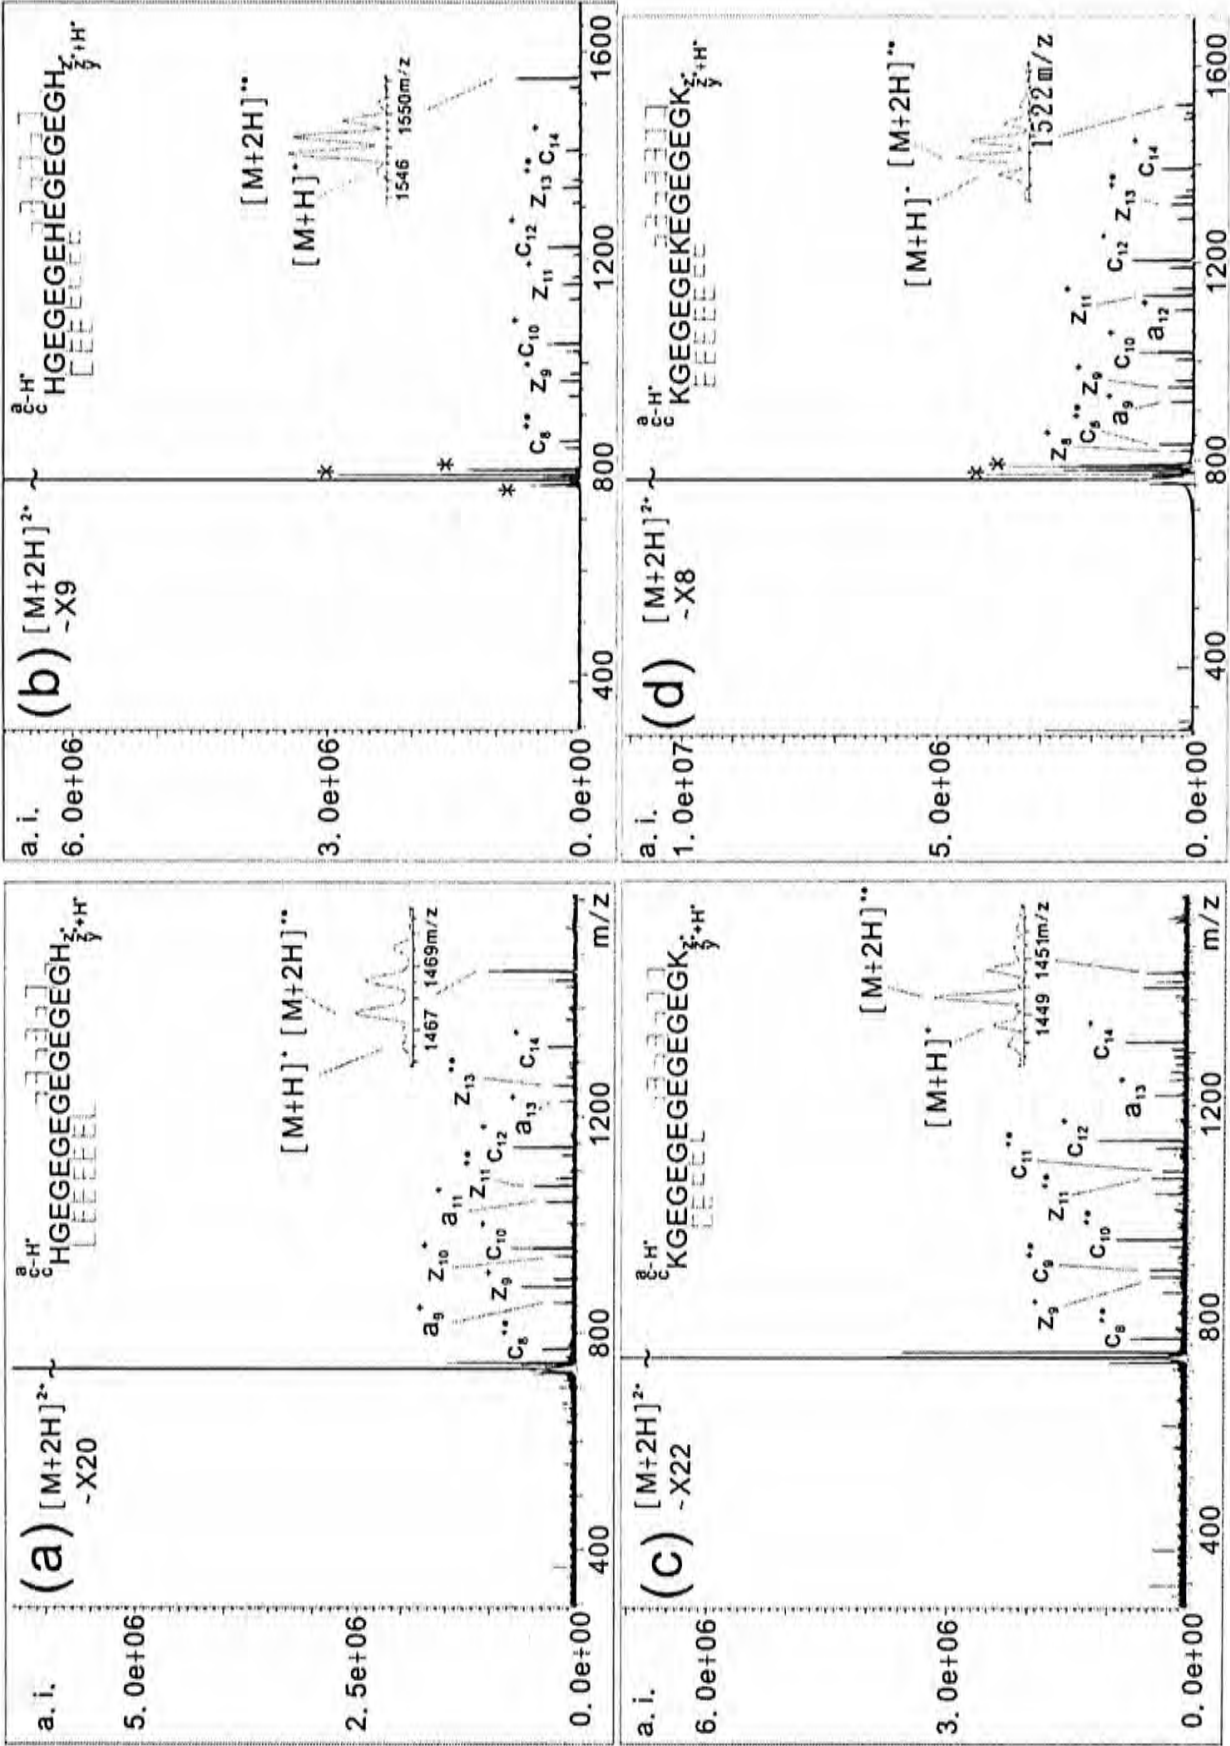 (a) [M+2H]²⁺
~X20
a. i.
5. 0e+06
2. 5e+06
0. 0e+00
400
800
1200
m/z
a
c-H•
c
HGEGEGEGEGEGEGH
z•
z+H•
y
[M+H]⁺
[M+2H]⁺•
1467
1469m/z
C₈⁺•
a₉⁺
Z₉⁺
Z₁₀⁺
C₁₀⁺
a₁₁⁺
Z₁₁⁺•
C₁₂⁺
a₁₃⁺
Z₁₃⁺•
C₁₄⁺
(b) [M+2H]²⁺
~X9
a. i.
6. 0e+06
3. 0e+06
0. 0e+00
400
800
1200
1600
a
c-H•
c
HGEGEGEHEGEGEGH
z•
z+H•
y
[M+H]⁺
[M+2H]⁺•
1546
1550m/z
* * *
C₈⁺•
Z₉⁺
C₁₀⁺
Z₁₁⁺
C₁₂⁺
Z₁₃⁺•
C₁₄⁺
(c) [M+2H]²⁺
~X22
a. i.
6. 0e+06
3. 0e+06
0. 0e+00
400
800
1200
m/z
a
c-H•
c
KGEGEGEGEGEGEGK
z•
z+H•
y
[M+H]⁺
[M+2H]⁺•
1449
1451m/z
C₈⁺•
Z₉⁺
C₉⁺•
C₁₀⁺•
Z₁₁⁺•
C₁₁⁺•
C₁₂⁺
a₁₃⁺
C₁₄⁺
(d) [M+2H]²⁺
~X8
a. i.
1. 0e+07
5. 0e+06
0. 0e+00
400
800
1200
1600
a
c-H•
c
KGEGEGEKEGEGEGK
z•
z+H•
y
[M+H]⁺
[M+2H]⁺•
1522m/z
* *
Z₈⁺
C₈⁺•
a₉⁺
Z₉⁺
C₁₀⁺
Z₁₁⁺
a₁₂⁺
C₁₂⁺
Z₁₃⁺•
C₁₄⁺